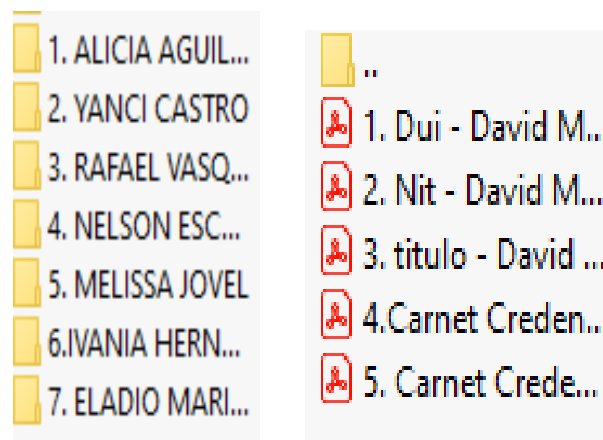 1. ALICIA AGUIL...
2. YANCI CASTRO
3. RAFAEL VASQ...
4. NELSON ESC...
5. MELISSA JOVEL
6.IVANIA HERN...
7. ELADIO MARI...
..
1. Dui - David M...
2. Nit - David M...
3. titulo - David ...
4.Carnet Creden...
5. Carnet Crede...